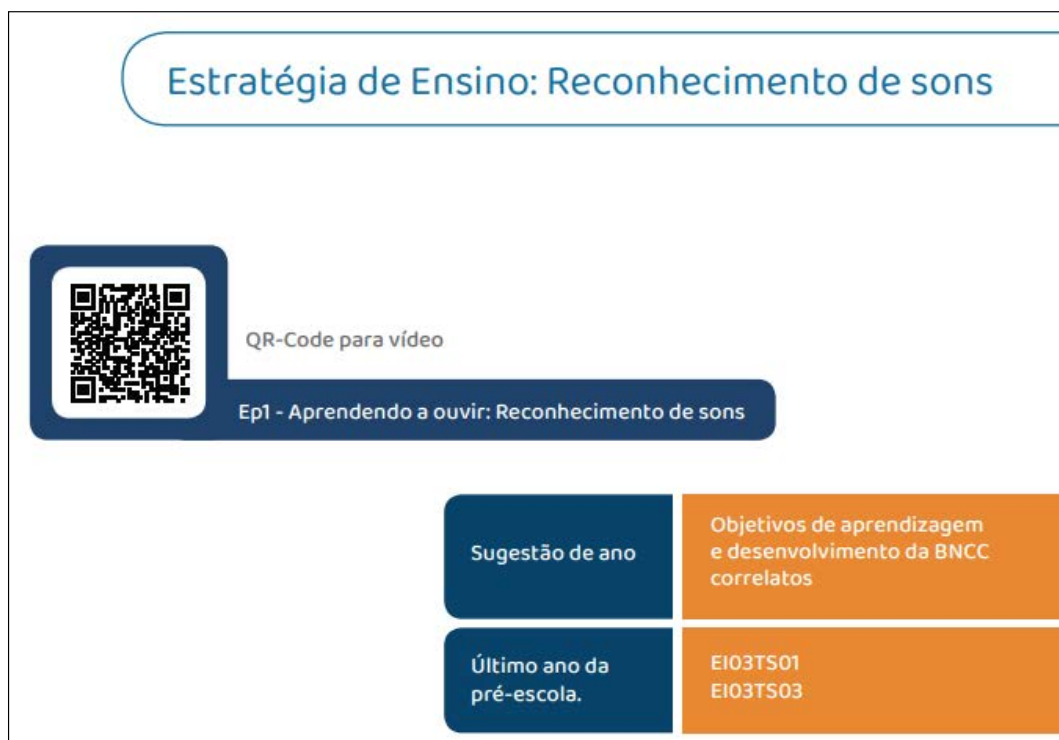 Estratégia de Ensino: Reconhecimento de sons
QR-Code para vídeo
Ep1 - Aprendendo a ouvir: Reconhecimento de sons
Sugestão de ano
Objetivos de aprendizagem
e desenvolvimento da BNCC
correlatos
Último ano da
pré-escola.
EI03TS01
EI03TS03